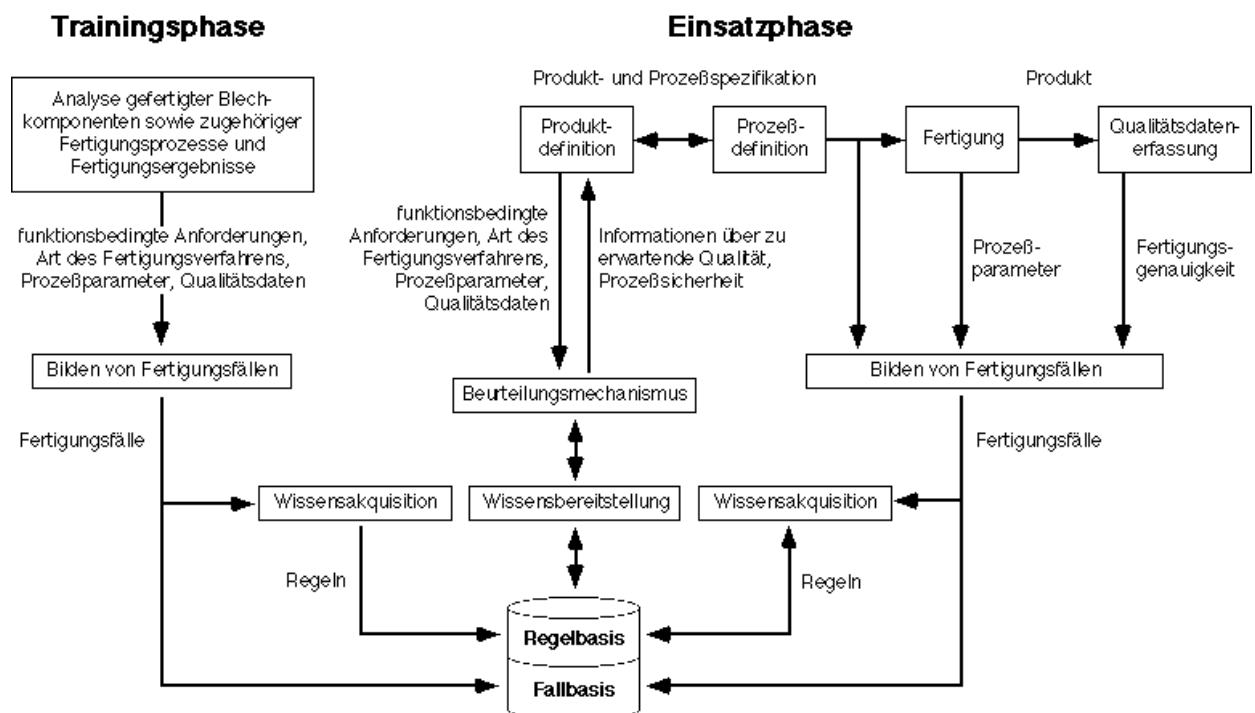 Trainingsphase
Einsatzphase
Analyse gefertigter Blech-
komponenten sowie zugehöriger
Fertigungsprozesse und
Fertigungsergebnisse
funktionsbedingte Anforderungen,
Art des Fertigungsverfahrens,
Prozeßparameter, Qualitätsdaten
Bilden von Fertigungsfällen
Fertigungsfälle
Wissensakquisition
Regeln
Produkt- und Prozeßspezifikation
Produkt
Produkt-
definition
Prozeß-
definition
Fertigung
Qualitätsdaten-
erfassung
funktionsbedingte
Anforderungen, Art des
Fertigungsverfahrens,
Prozeßparameter,
Qualitätsdaten
Informationen über zu
erwartende Qualität,
Prozeßsicherheit
Prozeß-
parameter
Fertigungs-
genauigkeit
Beurteilungsmechanismus
Bilden von Fertigungsfällen
Fertigungsfälle
Wissensbereitstellung
Wissensakquisition
Regeln
Regelbasis
Fallbasis